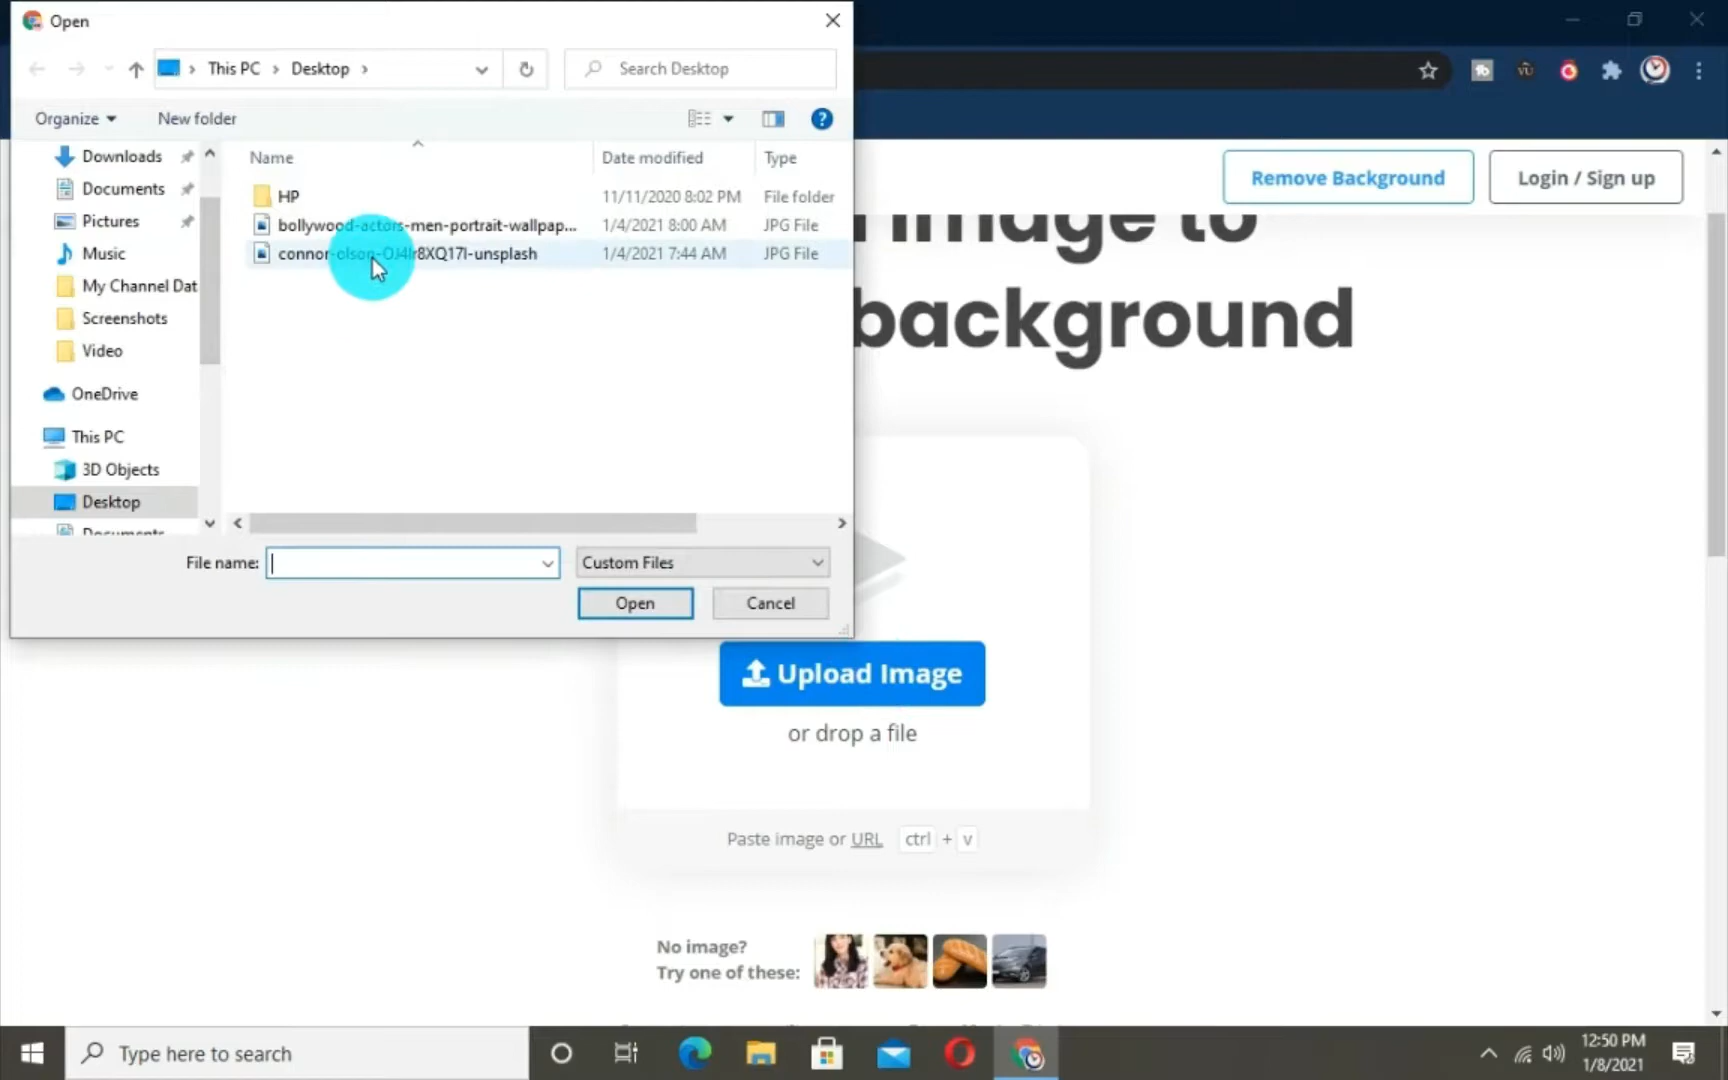 Open
This PC > Desktop >
Search Desktop
Organize
New folder
Name
Date modified
Type
Downloads
Documents
Pictures
Music
My Channel Dat
Screenshots
Video
OneDrive
This PC
3D Objects
Desktop
Documents
HP 11/11/2020 8:02 PM File folder
bollywood-actors-men-portrait-wallpap... 1/4/2021 8:00 AM JPG File
connor-olson-OJ4lr8XQ17I-unsplash 1/4/2021 7:44 AM JPG File
File name:
Custom Files
Open
Cancel
Remove Background
Login / Sign up
Image to
background
Upload Image
or drop a file
Paste image or URL ctrl + v
No image?
Try one of these:
Type here to search
12:50 PM
1/8/2021